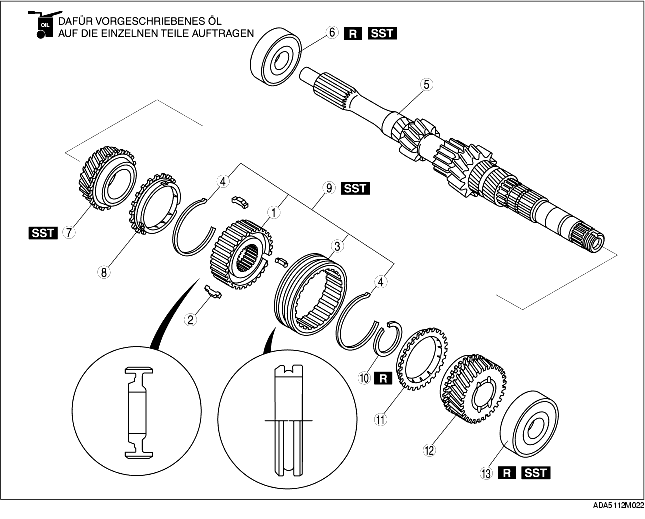 OIL
DAFÜR VORGESCHRIEBENES ÖL
AUF DIE EINZELNEN TEILE AUFTRAGEN
6 R SST
5
4
9 SST
1
SST 7
3
8
4
2
10 R
11
12
13 R SST
ADA5112M022